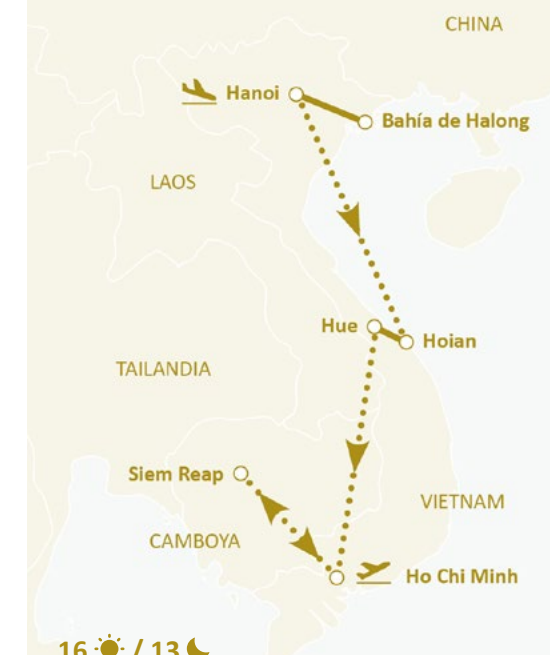 CHINA
Hanoi
Bahía de Halong
LAOS
Hue
Hoian
TAILANDIA
Siem Reap
VIETNAM
CAMBOYA
Ho Chi Minh
16 / 13